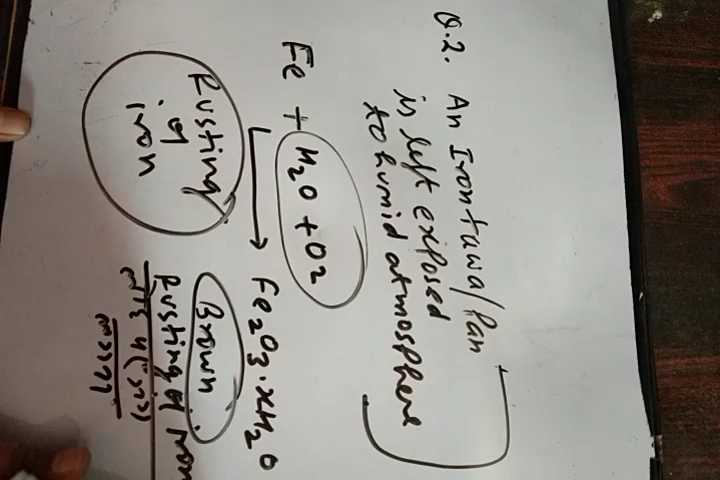 Q.2. An Iron tawa/Pan
is left exposed
to humid atmosphere
Fe + H2O + O2 → Fe2O3.xH2O
Rusting
of
iron
Brown
Rusting of iron